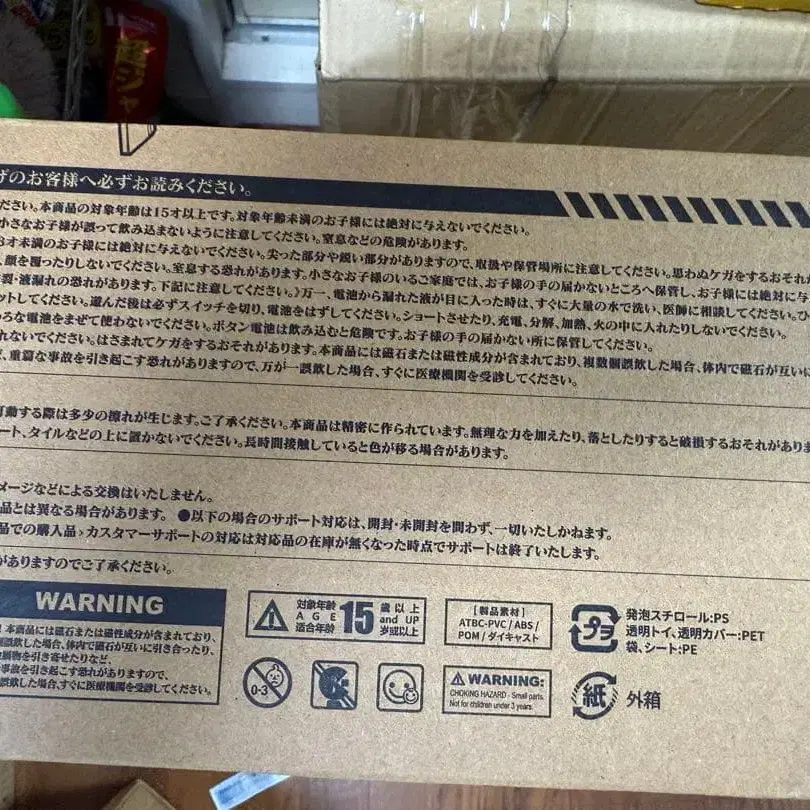 げのお客様へ必ずお読みください。
ださい。本商品の対象年齢は15才以上です。対象年齢未満のお子様には絶対に与えないでください。
小さなお子様が誤って飲み込まないように注意してください。窒息などの危険があります。
3才未満のお子様には絶対に与えないでください。尖った部分や鋭い部分がありますので、取扱や保管場所に注意してください。思わぬケガをするおそれが
、顔を覆ったりしないでください。窒息する恐れがあります。小さなお子様のいるご家庭では、お子様の手の届かないところへ保管し、お子様には絶対に与え
裂・液漏れの恐れがあります。下記に注意してください。》万一、電池から漏れた液が目に入った時は、すぐに大量の水で洗い、医師に相談してください。ひ
ットしてください。遊んだ後は必ずスイッチを切り、電池をはずしてください。ショートさせたり、充電、分解、加熱、火の中に入れたりしないでください。
ろな電池をまぜて使わないでください。ボタン電池は飲み込むと危険です。お子様の手の届かない所に保管してください。
れないでください。はさまれてケガをするおそれがあります。本商品には磁石または磁性成分が含まれており、複数個誤飲した場合、体内で磁石が互いに
、重篤な事故を引き起こす恐れがありますので、万が一誤飲した場合、すぐに医療機関を受診してください。
可動する際は多少の擦れが生じます。ご了承ください。本商品は精密に作られています。無理な力を加えたり、落としたりすると破損するおそれがありま
ート、タイルなどの上に置かないでください。長時間接触していると色が移る場合があります。
メージなどによる交換はいたしません。
品とは異なる場合があります。 ●以下の場合のサポート対応は、開封・未開封を問わず、一切いたしかねます。
品での購入品›カスタマーサポートの対応は対応品の在庫が無くなった時点でサポートは終了いたします。
がありますのでご了承ください。
WARNING
本商品には磁石または磁性成分が含まれており、
誤飲した場合、体内で磁石が互いに引き合ったり、
織物を引き寄せたりなど、
事故を引き起こす恐れがありますので、
誤飲した場合、すぐに医療機関を受診してください。
対象年齢 15 歳以上
AGE and UP
适合年龄 岁或以上
0-3
【製品素材】
ATBC-PVC / ABS /
POM / ダイキャスト
WARNING:
CHOKING HAZARD - Small parts.
Not for children under 3 years
プラ
発泡スチロール:PS
透明トイ、透明カバー:PET
袋、シート:PE
紙
外箱